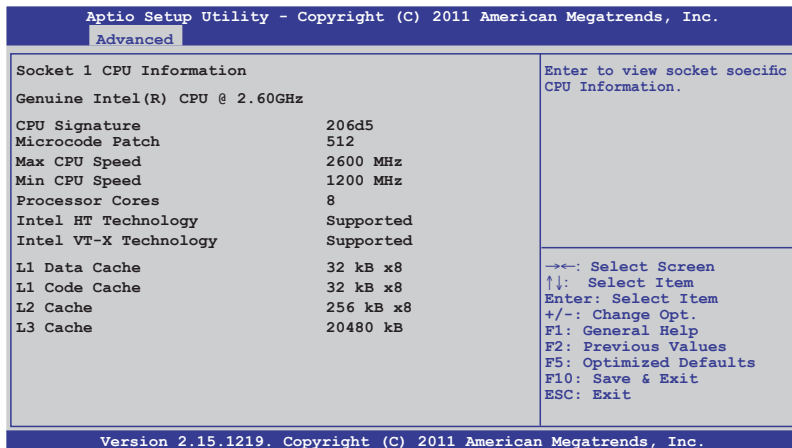 Aptio Setup Utility - Copyright (C) 2011 American Megatrends, Inc.
Advanced
Socket 1 CPU Information
Genuine Intel(R) CPU @ 2.60GHz
CPU Signature 206d5
Microcode Patch 512
Max CPU Speed 2600 MHz
Min CPU Speed 1200 MHz
Processor Cores 8
Intel HT Technology Supported
Intel VT-X Technology Supported
L1 Data Cache 32 kB x8
L1 Code Cache 32 kB x8
L2 Cache 256 kB x8
L3 Cache 20480 kB
Enter to view socket soecific
CPU Information.
→←: Select Screen
↑↓: Select Item
Enter: Select Item
+/-: Change Opt.
F1: General Help
F2: Previous Values
F5: Optimized Defaults
F10: Save & Exit
ESC: Exit
Version 2.15.1219. Copyright (C) 2011 American Megatrends, Inc.